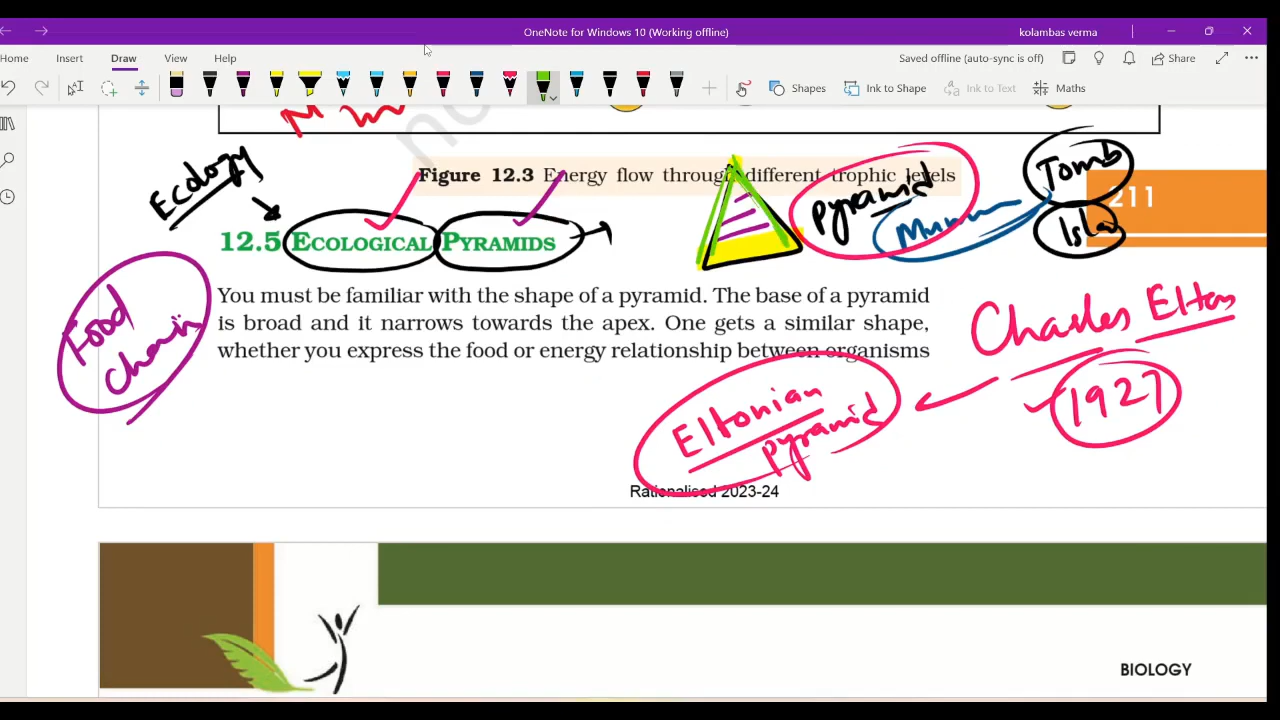 OneNote for Windows 10 (Working offline)
kolambas verma
Home Insert Draw View Help
Saved offline (auto-sync is off)
Share
Shapes
Ink to Shape
Ink to Text
Maths
Figure 12.3 Energy flow through different trophic levels
211
Ecology
pyramid
Tomb
12.5 ECOLOGICAL PYRAMIDS
Food
chain
You must be familiar with the shape of a pyramid. The base of a pyramid
is broad and it narrows towards the apex. One gets a similar shape,
whether you express the food or energy relationship between organisms
Charles Elton
1927
Eltonian
pyramid
Rationalised 2023-24
BIOLOGY